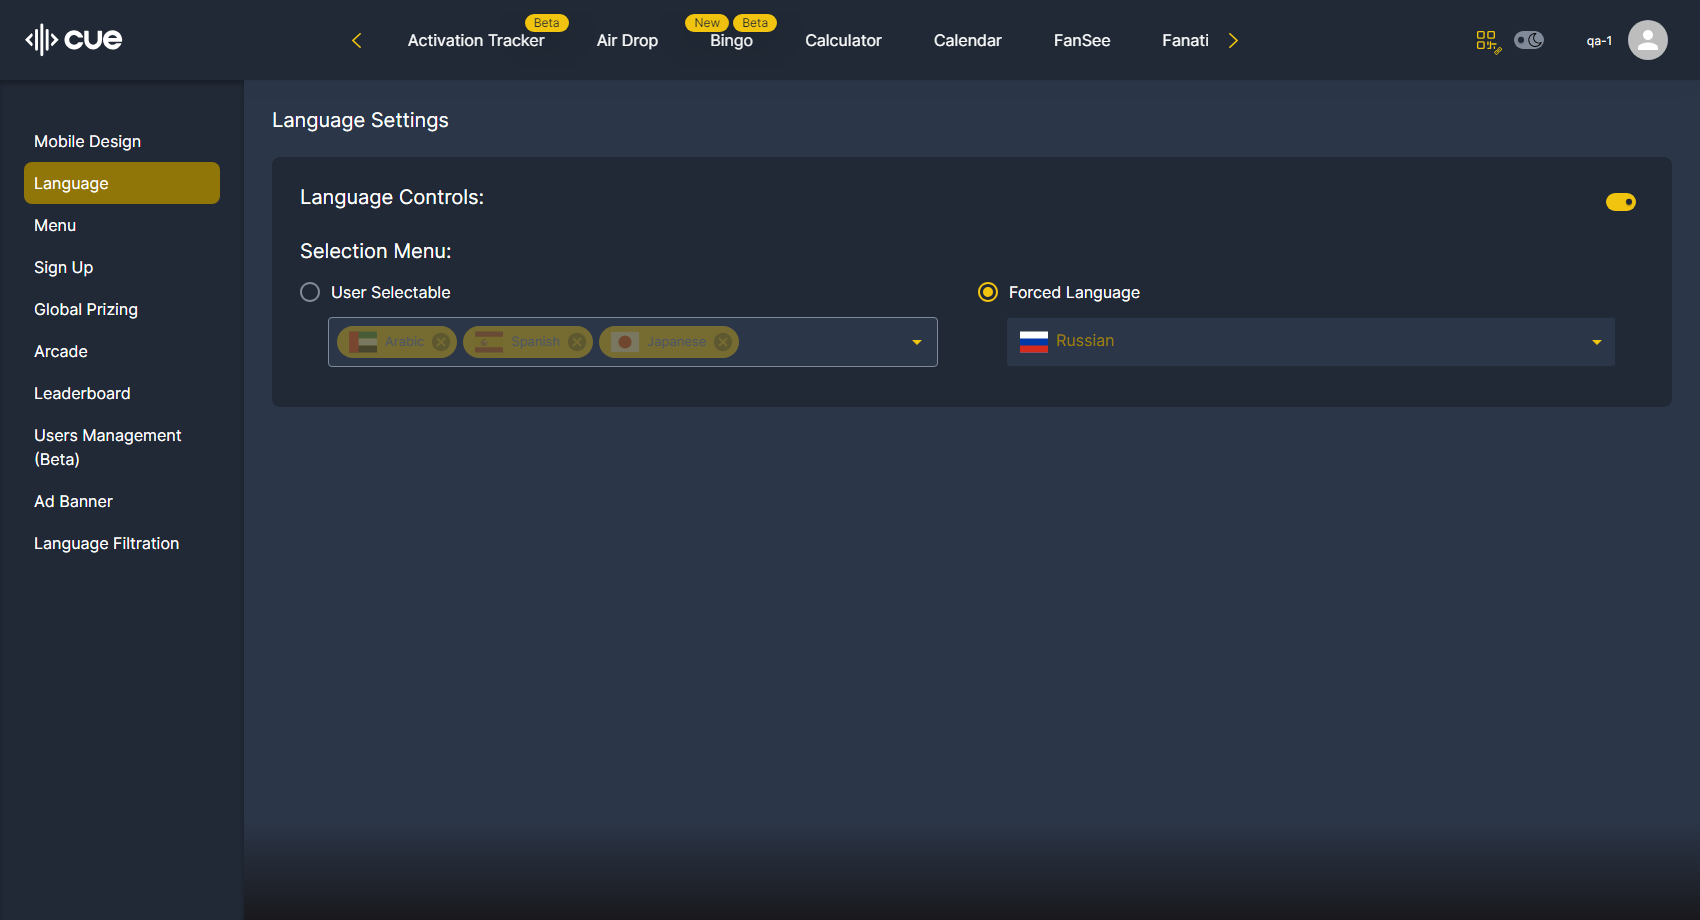 cue
Beta
New
Beta
Activation Tracker
Air Drop
Bingo
Calculator
Calendar
FanSee
Fanati
qa-1
Mobile Design
Language
Menu
Sign Up
Global Prizing
Arcade
Leaderboard
Users Management
(Beta)
Ad Banner
Language Filtration
Language Settings
Language Controls:
Selection Menu:
User Selectable
Arabic
Spanish
Japanese
Forced Language
Russian